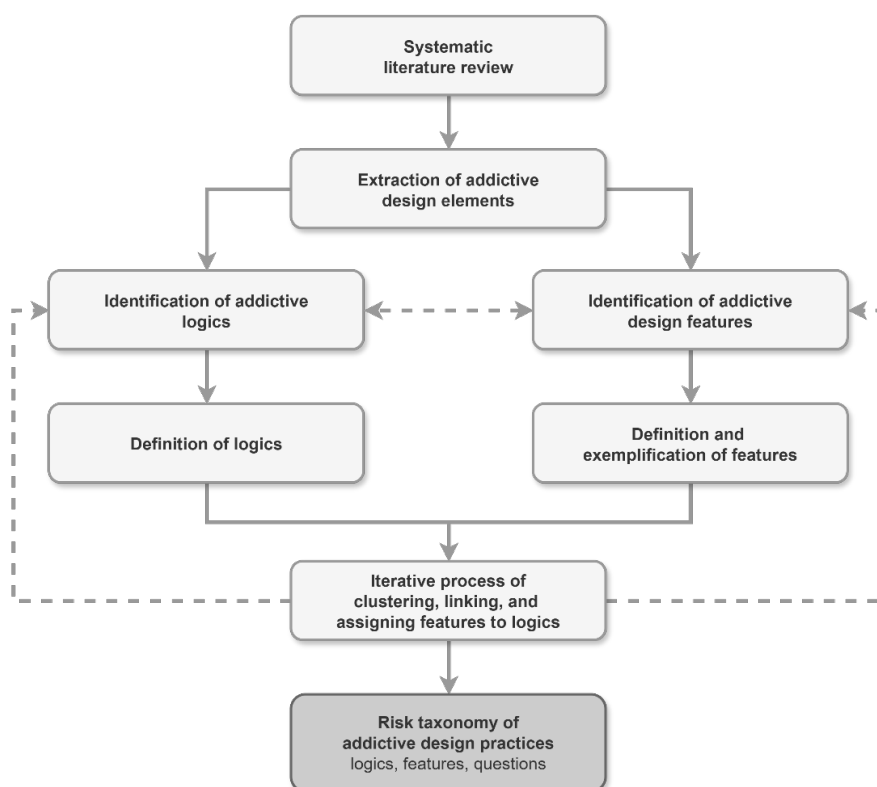 Systematic
literature review
Extraction of addictive
design elements
Identification of addictive
logics
Identification of addictive
design features
Definition of logics
Definition and
exemplification of features
Iterative process of
clustering, linking, and
assigning features to logics
Risk taxonomy of
addictive design practices
logics, features, questions